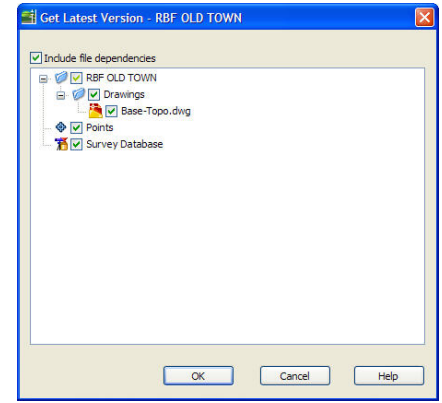 Get Latest Version - RBF OLD TOWN
Include file dependencies
RBF OLD TOWN
Drawings
Base-Topo.dwg
Points
Survey Database
OK Cancel Help